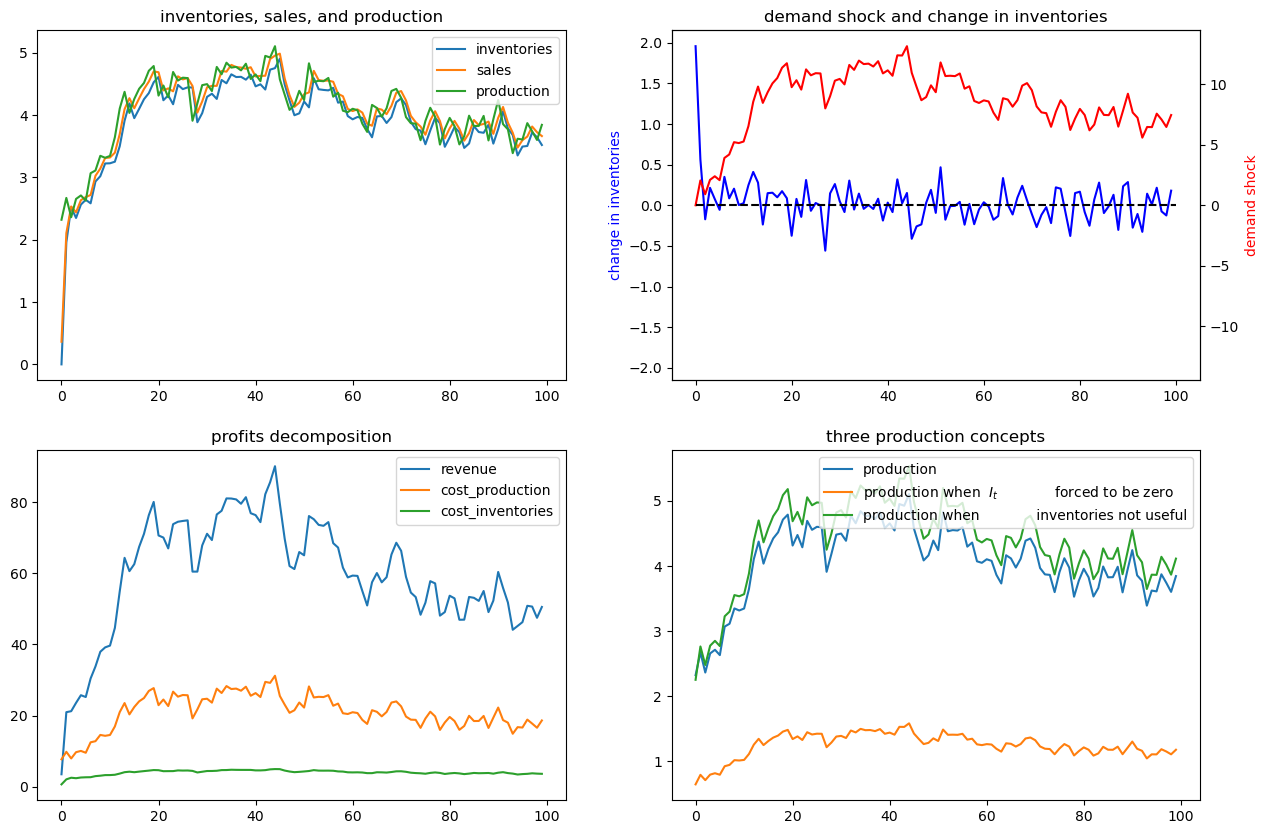 inventories, sales, and production
inventories
sales
production
5
4
3
2
1
0
0 20 40 60 80 100
demand shock and change in inventories
change in inventories
2.0
1.5
1.0
0.5
0.0
−0.5
−1.0
−1.5
−2.0
10
5
0
−5
−10
demand shock
0 20 40 60 80 100
profits decomposition
revenue
cost_production
cost_inventories
80
60
40
20
0
0 20 40 60 80 100
three production concepts
production
production when I_t forced to be zero
production when inventories not useful
5
4
3
2
1
0 20 40 60 80 100